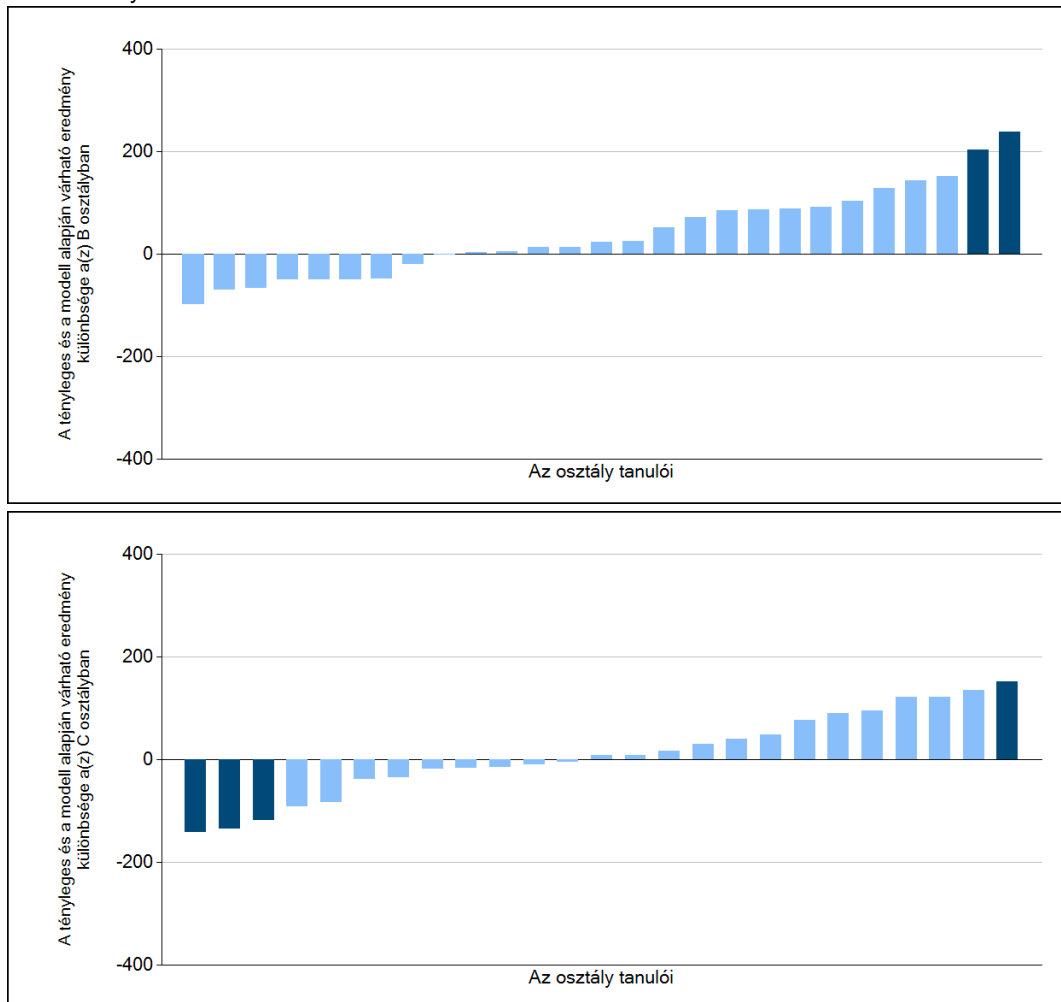 400
200
0
-200
-400
A tényleges és a modell alapján várható eredmény
különbsége a(z) B osztályban
Az osztály tanulói
400
200
0
-200
-400
A tényleges és a modell alapján várható eredmény
különbsége a(z) C osztályban
Az osztály tanulói